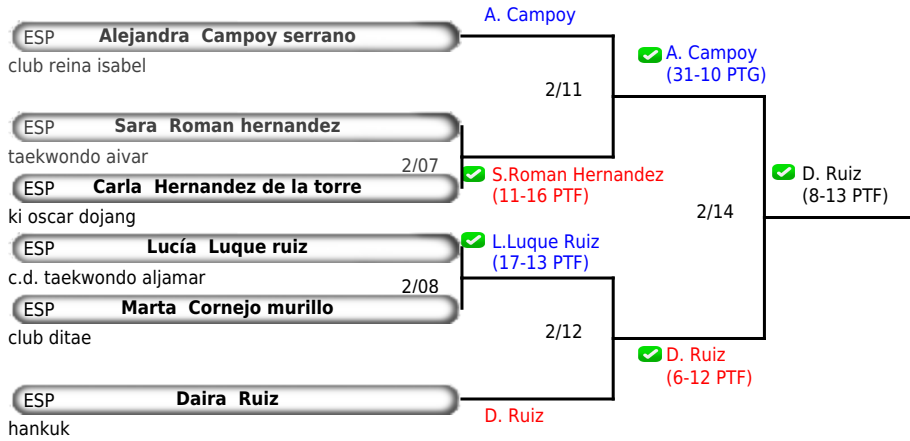 A. Campoy
ESP Alejandra Campoy serrano
club reina isabel
A. Campoy
(31-10 PTG)
2/11
ESP Sara Roman hernandez
taekwondo aivar
2/07
S.Roman Hernandez
(11-16 PTF)
ESP Carla Hernandez de la torre
ki oscar dojang
D. Ruiz
(8-13 PTF)
2/14
ESP Lucía Luque ruiz
c.d. taekwondo aljamar
L.Luque Ruiz
(17-13 PTF)
2/08
ESP Marta Cornejo murillo
club ditae
2/12
D. Ruiz
(6-12 PTF)
ESP Daira Ruiz
hankuk
D. Ruiz